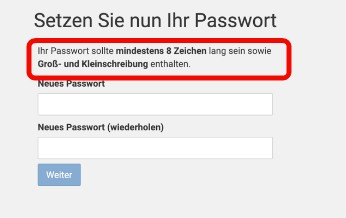 Setzen Sie nun Ihr Passwort
Ihr Passwort sollte mindestens 8 Zeichen lang sein sowie
Groß- und Kleinschreibung enthalten.
Neues Passwort
Neues Passwort (wiederholen)
Weiter